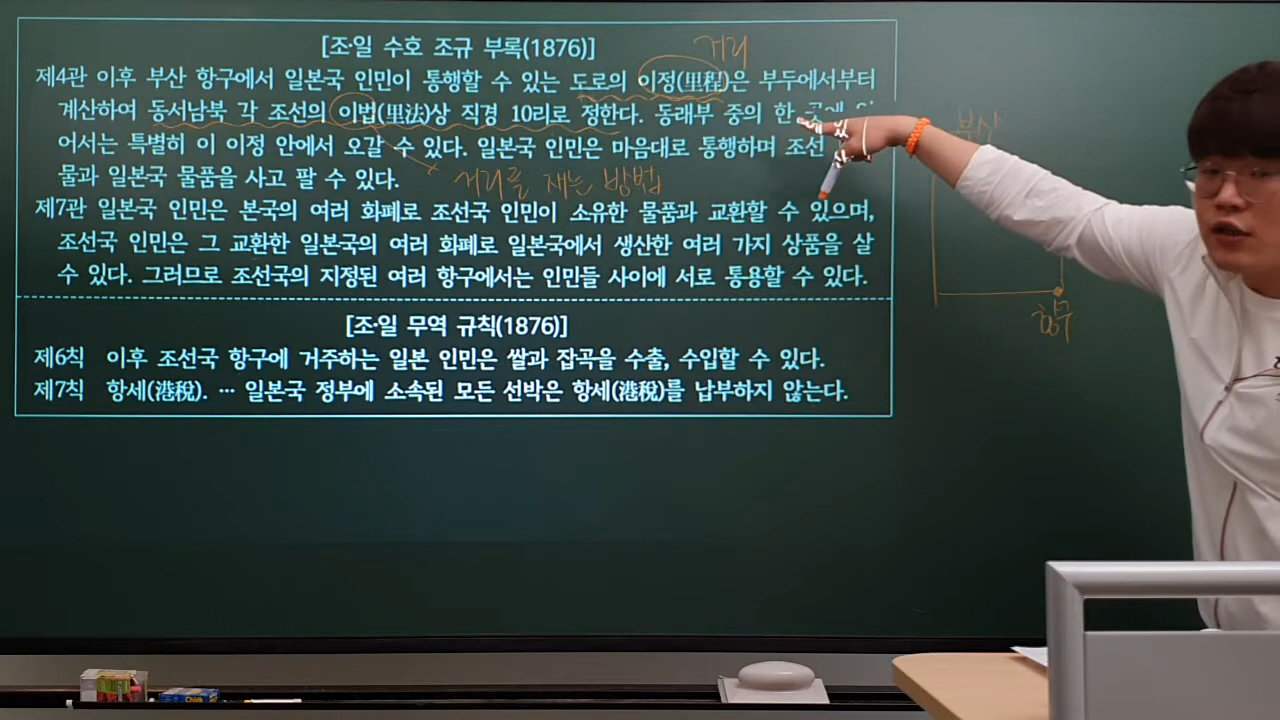 [조·일 수호 조규 부록(1876)]
거리
제4관 이후 부산 항구에서 일본국 인민이 통행할 수 있는 도로의 이정(里程)은 부두에서부터
계산하여 동서남북 각 조선의 이법(里法)상 직경 10리로 정한다. 동래부 중의 한
어서는 특별히 이 이정 안에서 오갈 수 있다. 일본국 인민은 마음대로 통행하며 조선
물과 일본국 물품을 사고 팔 수 있다.
거리를 재는 방법
제7관 일본국 인민은 본국의 여러 화폐로 조선국 인민이 소유한 물품과 교환할 수 있으며,
조선국 인민은 그 교환한 일본국의 여러 화폐로 일본국에서 생산한 여러 가지 상품을 살
수 있다. 그러므로 조선국의 지정된 여러 항구에서는 인민들 사이에 서로 통용할 수 있다.
[조·일 무역 규칙(1876)]
제6칙 이후 조선국 항구에 거주하는 일본 인민은 쌀과 잡곡을 수출, 수입할 수 있다.
제7칙 항세(港稅). ··· 일본국 정부에 소속된 모든 선박은 항세(港稅)를 납부하지 않는다.
부산
항구